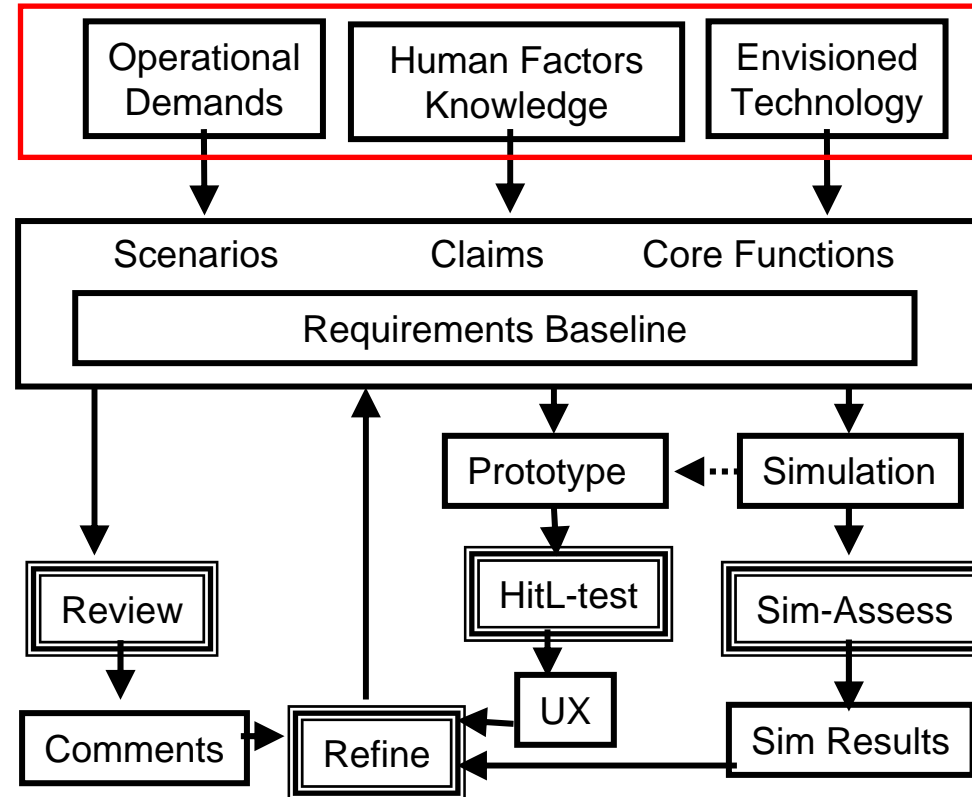 Operational
Demands
Human Factors
Knowledge
Envisioned
Technology
Scenarios
Claims
Core Functions
Requirements Baseline
Prototype
Simulation
Review
HitL-test
Sim-Assess
Comments
Refine
UX
Sim Results